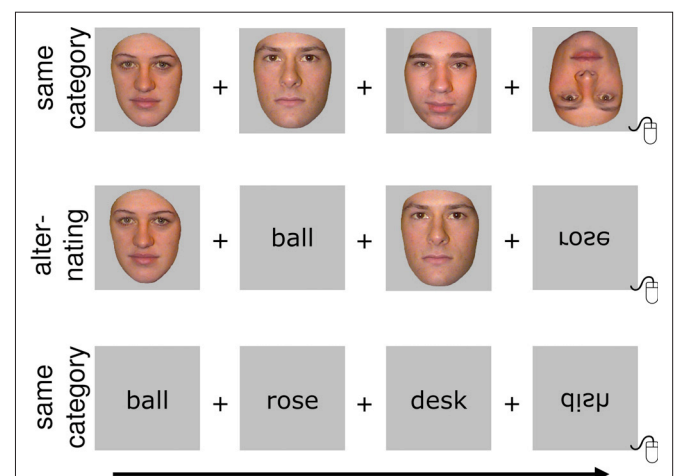 same
category
+ + +
alter-
nating
+ ball + + rose
same
category
ball + rose + desk + dish